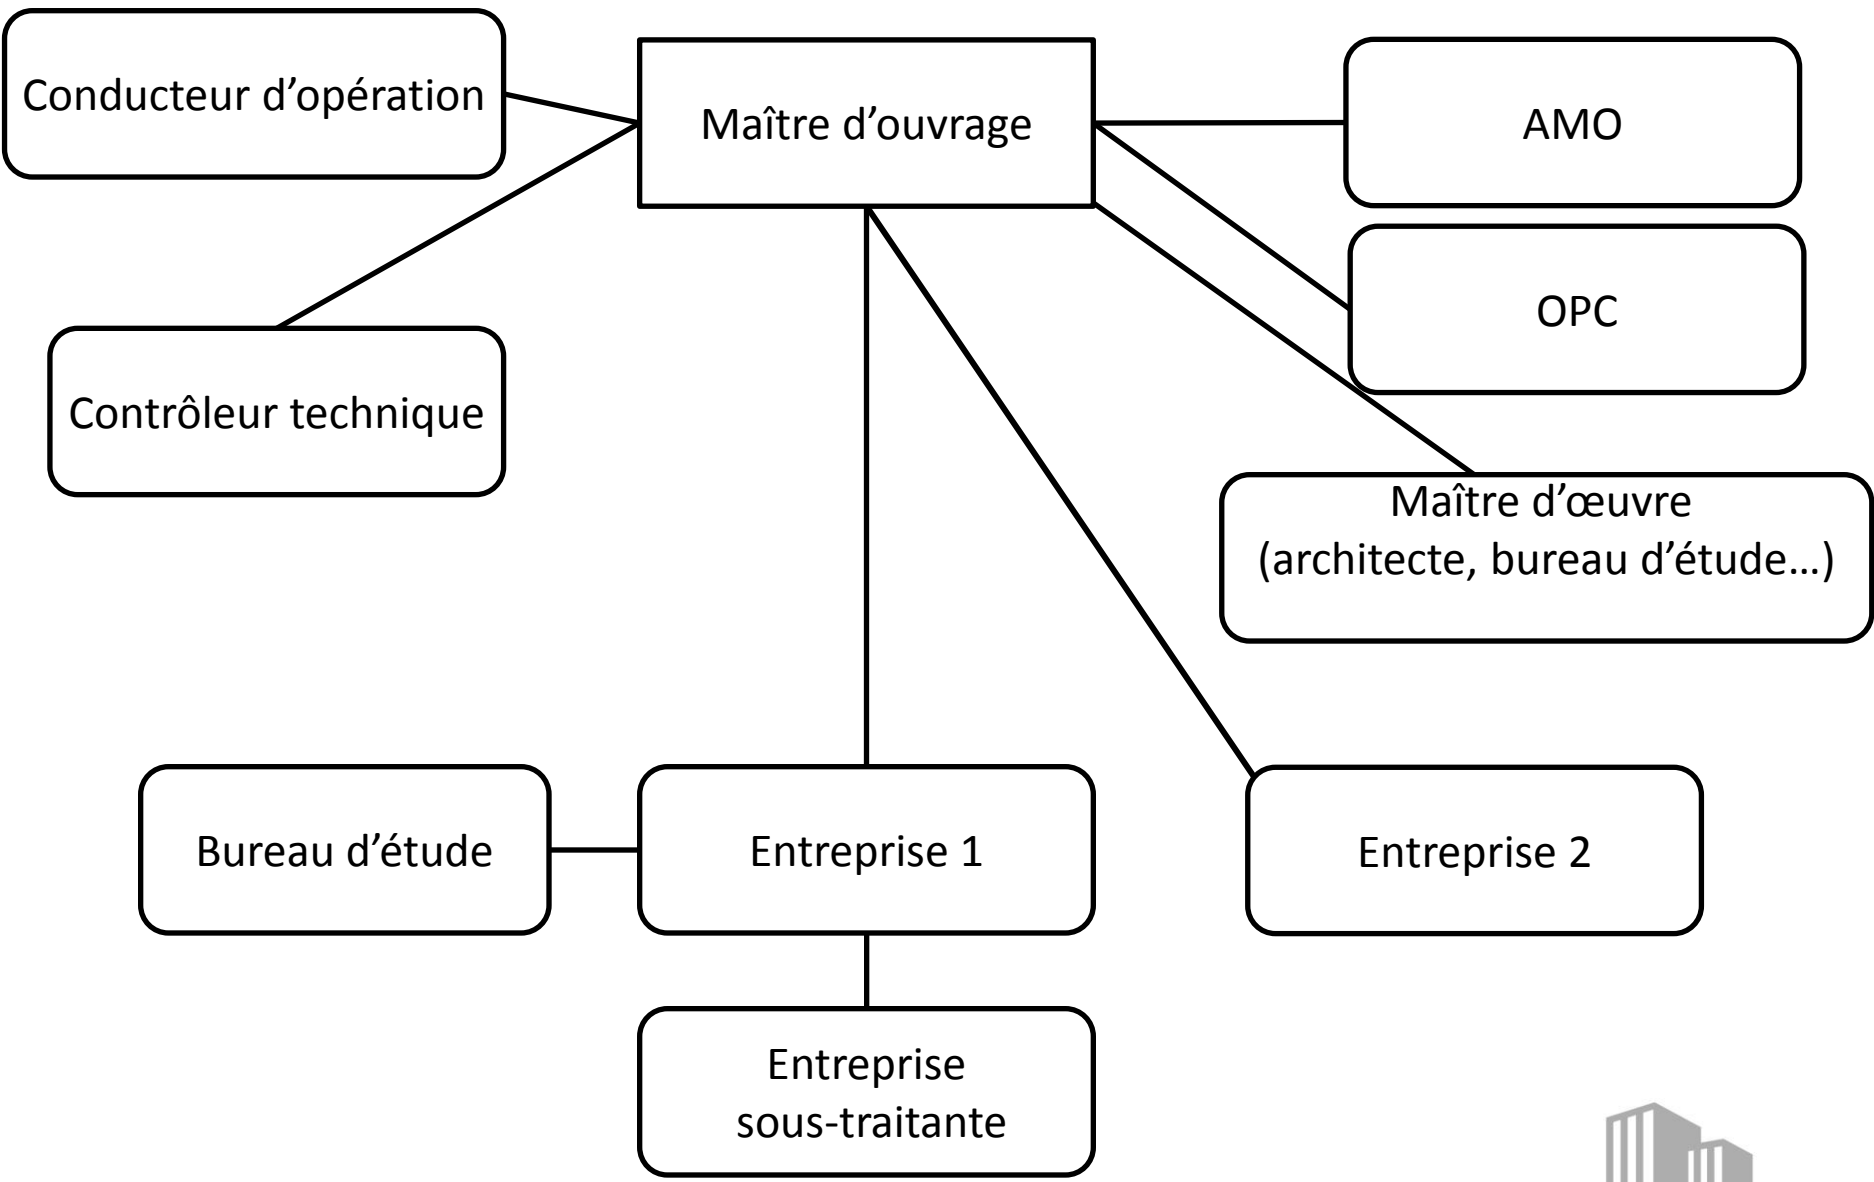 Conducteur d’opération
Maître d’ouvrage
AMO
OPC
Contrôleur technique
Maître d’œuvre
(architecte, bureau d’étude…)
Bureau d’étude
Entreprise 1
Entreprise 2
Entreprise
sous-traitante